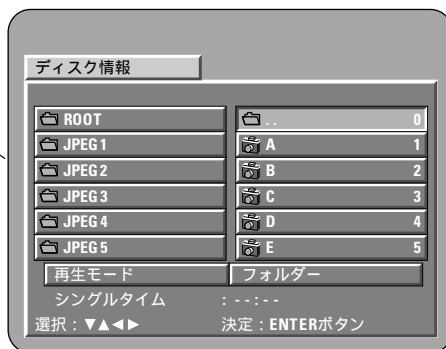 ディスク情報
ROOT
JPEG1
JPEG2
JPEG3
JPEG4
JPEG5
.. 0
A 1
B 2
C 3
D 4
E 5
再生モード フォルダー
シングルタイム :--:--
選択:▼▲◀▶ 決定:ENTERボタン